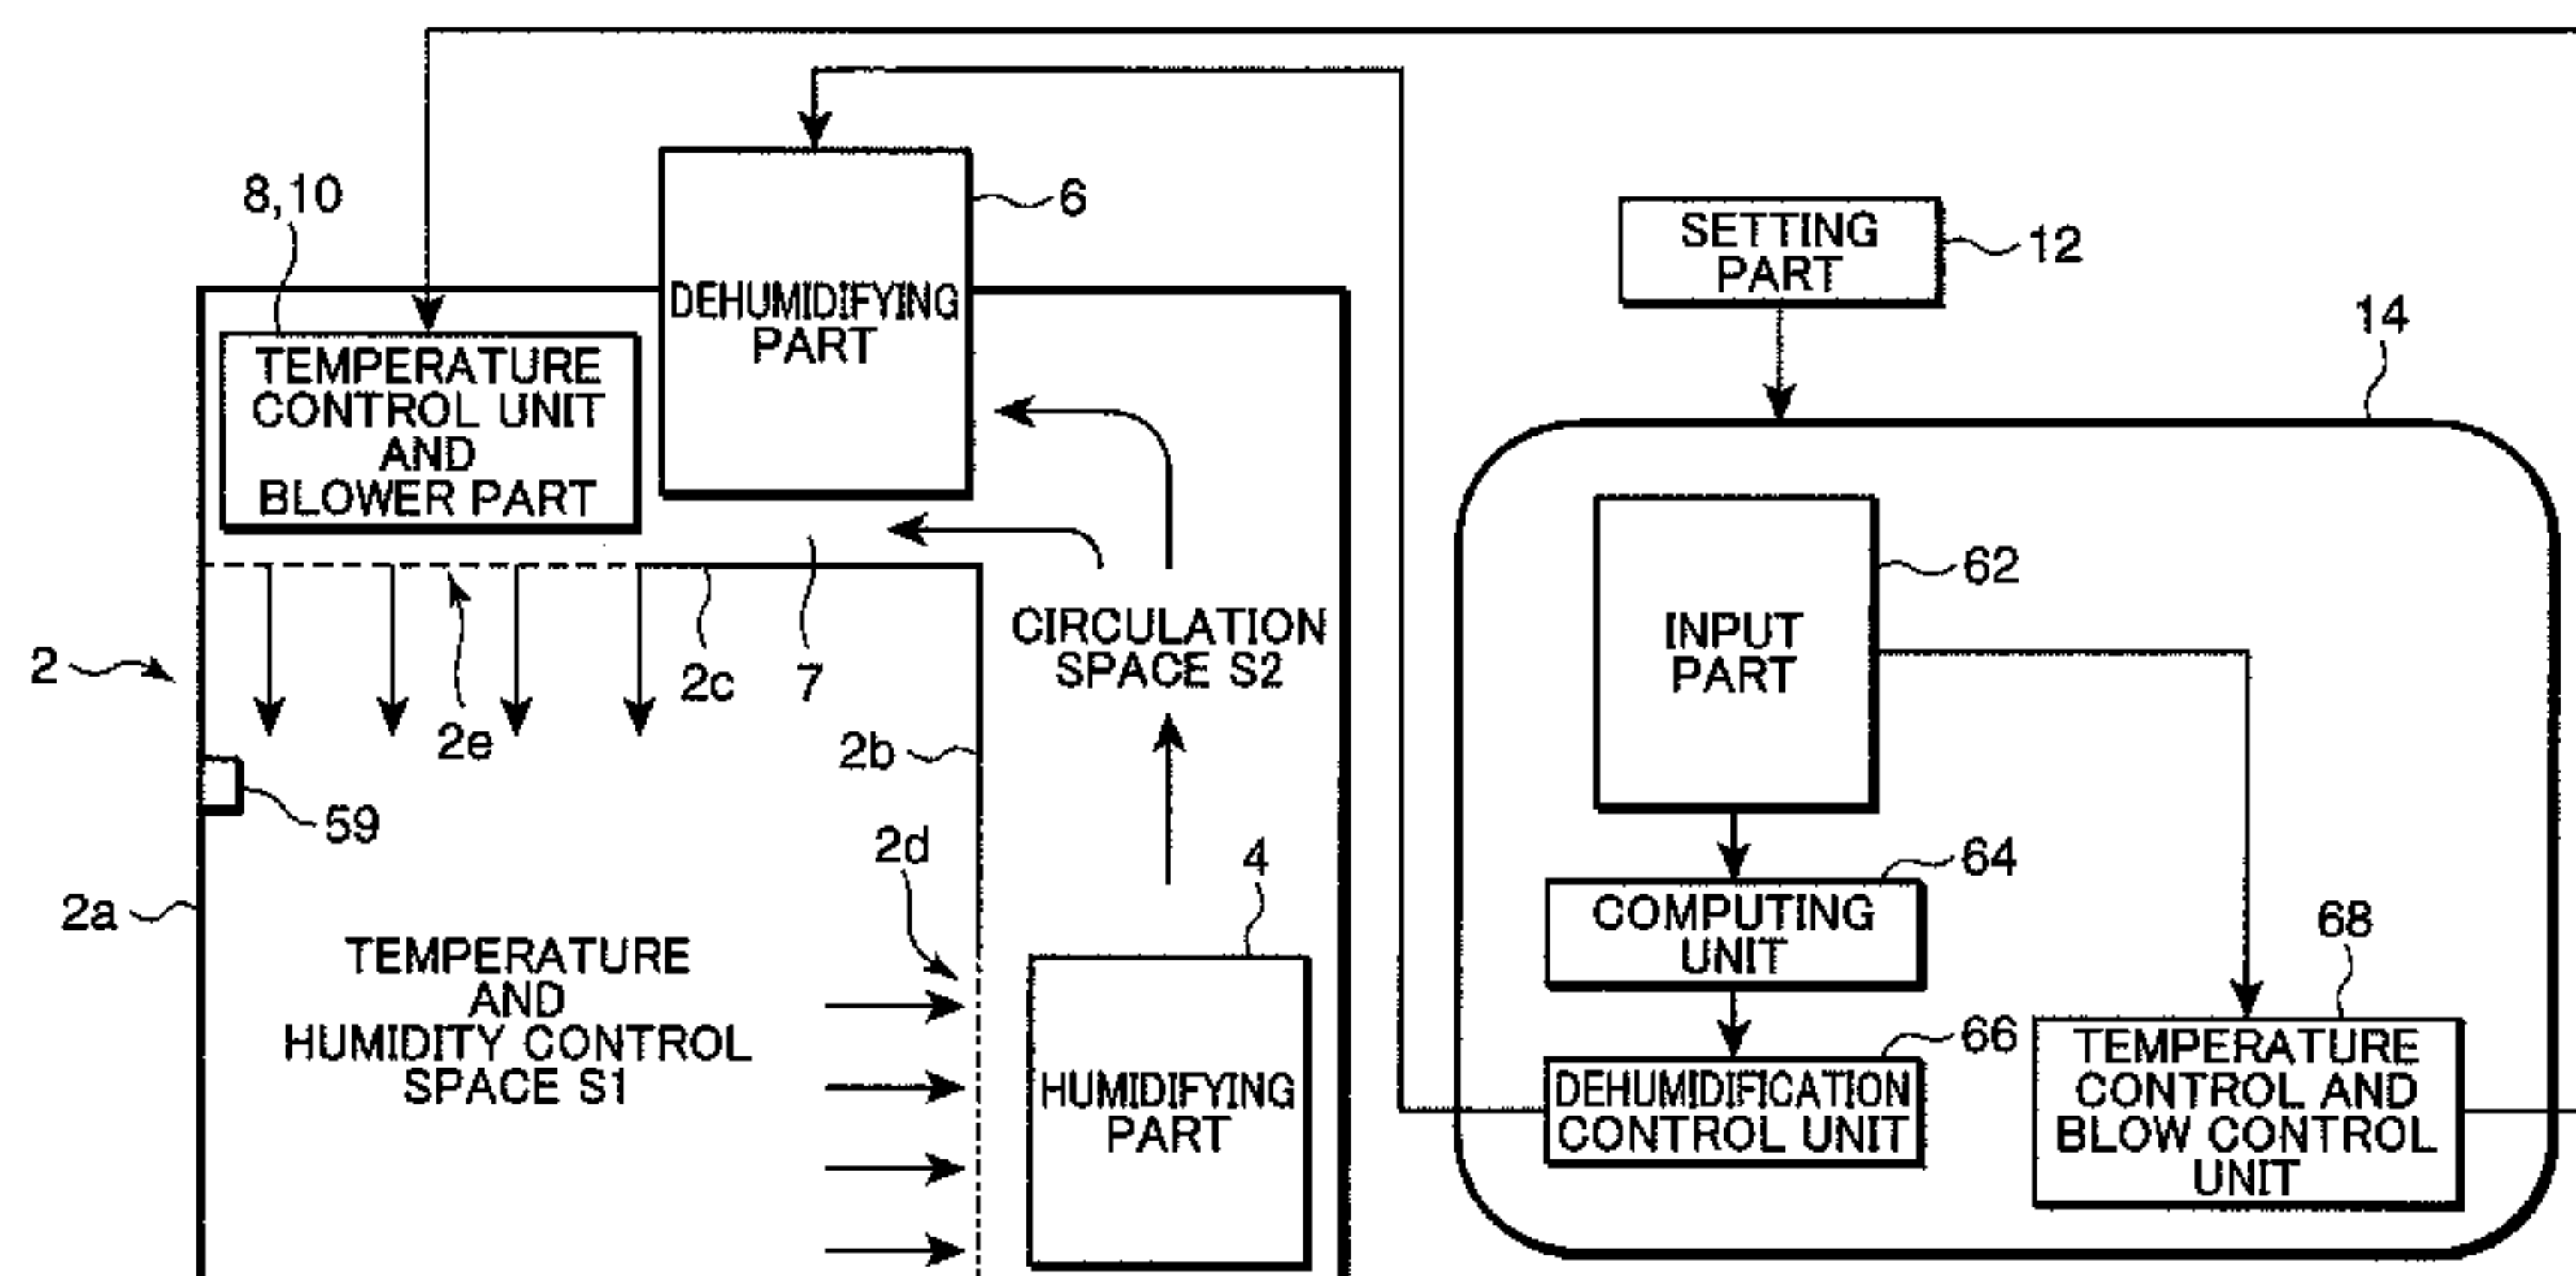 8,10
6
DEHUMIDIFYING
PART
TEMPERATURE
CONTROL UNIT
AND
BLOWER PART
2
2e
2c
7
CIRCULATION
SPACE S2
2b
59
2a
2d
4
TEMPERATURE
AND
HUMIDITY CONTROL
SPACE S1
HUMIDIFYING
PART
SETTING
PART
12
14
INPUT
PART
62
COMPUTING
UNIT
64
DEHUMIDIFICATION
CONTROL UNIT
66
68
TEMPERATURE
CONTROL AND
BLOW CONTROL
UNIT